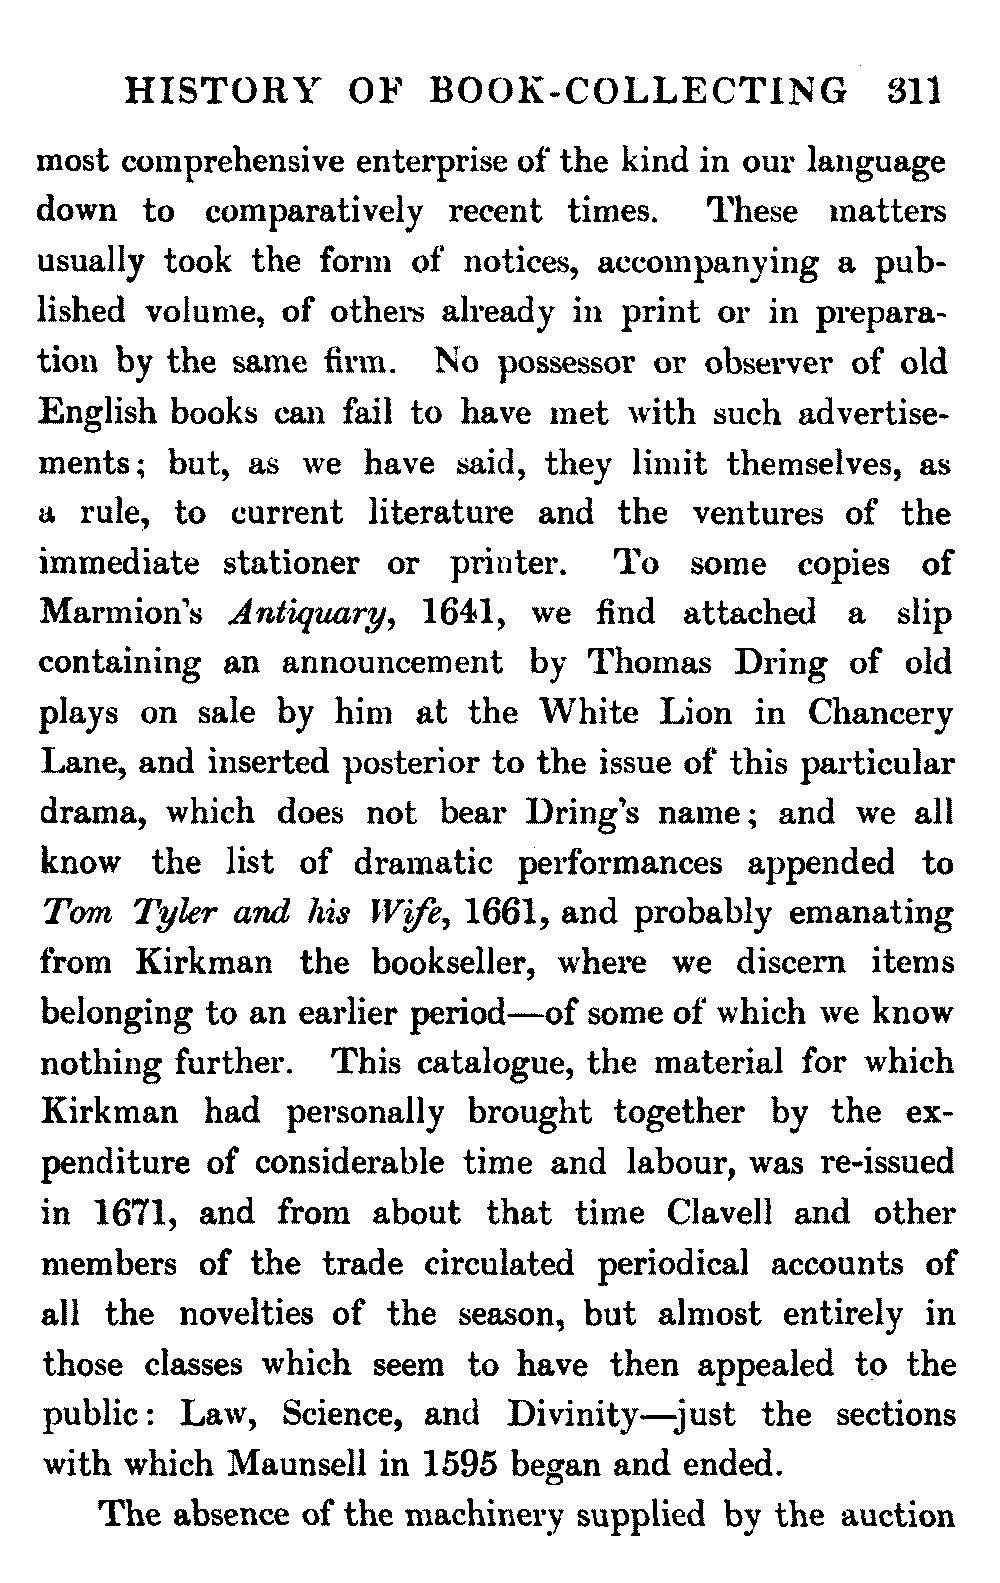 HISTORY OF BOOK-COLLECTING 311
most comprehensive enterprise of the kind in our language
down to comparatively recent times. These matters
usually took the form of notices, accompanying a pub-
lished volume, of others already in print or in prepara-
tion by the same firm. No possessor or observer of old
English books can fail to have met with such advertise-
ments; but, as we have said, they limit themselves, as
a rule, to current literature and the ventures of the
immediate stationer or printer. To some copies of
Marmion's Antiquary, 1641, we find attached a slip
containing an announcement by Thomas Dring of old
plays on sale by him at the White Lion in Chancery
Lane, and inserted posterior to the issue of this particular
drama, which does not bear Dring's name; and we all
know the list of dramatic performances appended to
Tom Tyler and his Wife, 1661, and probably emanating
from Kirkman the bookseller, where we discern items
belonging to an earlier period—of some of which we know
nothing further. This catalogue, the material for which
Kirkman had personally brought together by the ex-
penditure of considerable time and labour, was re-issued
in 1671, and from about that time Clavell and other
members of the trade circulated periodical accounts of
all the novelties of the season, but almost entirely in
those classes which seem to have then appealed to the
public: Law, Science, and Divinity—just the sections
with which Maunsell in 1595 began and ended.
The absence of the machinery supplied by the auction